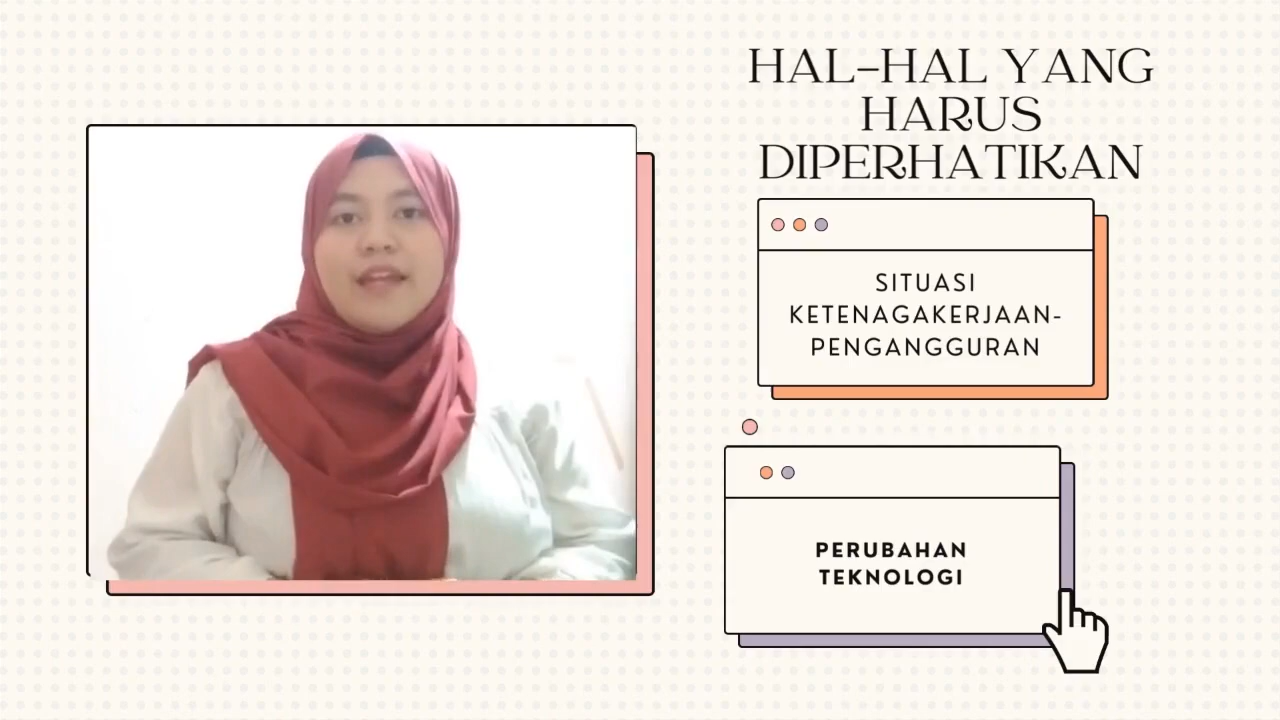 HAL-HAL YANG
HARUS
DIPERHATIKAN
SITUASI
KETENAGAKERJAAN-
PENGANGGURAN
PERUBAHAN
TEKNOLOGI